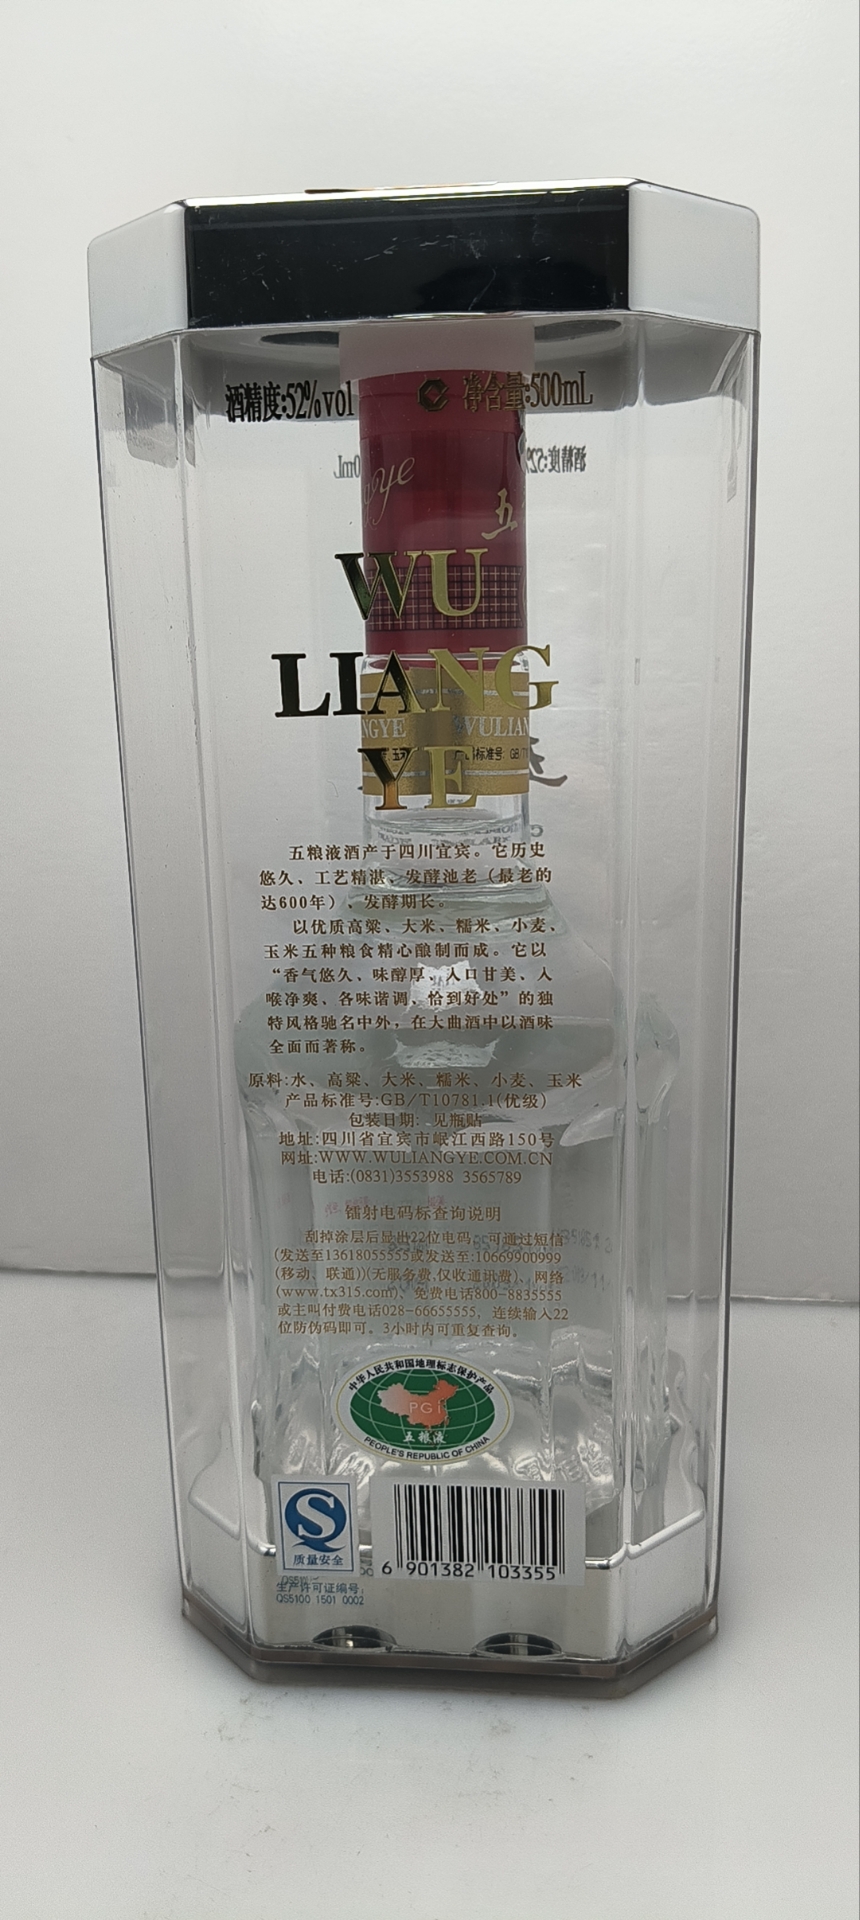 酒精度:52%vol 净含量:500mL
WU
LIANG
YE
五粮液酒产于四川宜宾。它历史
悠久、工艺精湛、发酵池老（最老的
达600年）、发酵期长。
以优质高粱、大米、糯米、小麦、
玉米五种粮食精心酿制而成。它以
“香气悠久、味醇厚、入口甘美、入
喉净爽、各味谐调、恰到好处”的独
特风格驰名中外，在大曲酒中以酒味
全面而著称。
原料:水、高粱、大米、糯米、小麦、玉米
产品标准号:GB/T10781.1(优级)
包装日期: 见瓶贴
地址:四川省宜宾市岷江西路150号
网址:WWW.WULIANGYE.COM.CN
电话:(0831)3553988 3565789
镭射电码标查询说明
刮掉涂层后显出22位电码，可通过短信
(发送至13618055555或发送至:10669900999
(移动、联通))(无服务费,仅收通讯费)、网络
(www.tx315.com)、免费电话800-8835555
或主叫付费电话028-66655555，连续输入22
位防伪码即可。3小时内可重复查询。
中华人民共和国地理标志保护产品
PGI
五粮液
PEOPLE'S REPUBLIC OF CHINA
质量安全
6 901382 103355
生产许可证编号:
QS5100 1501 0002